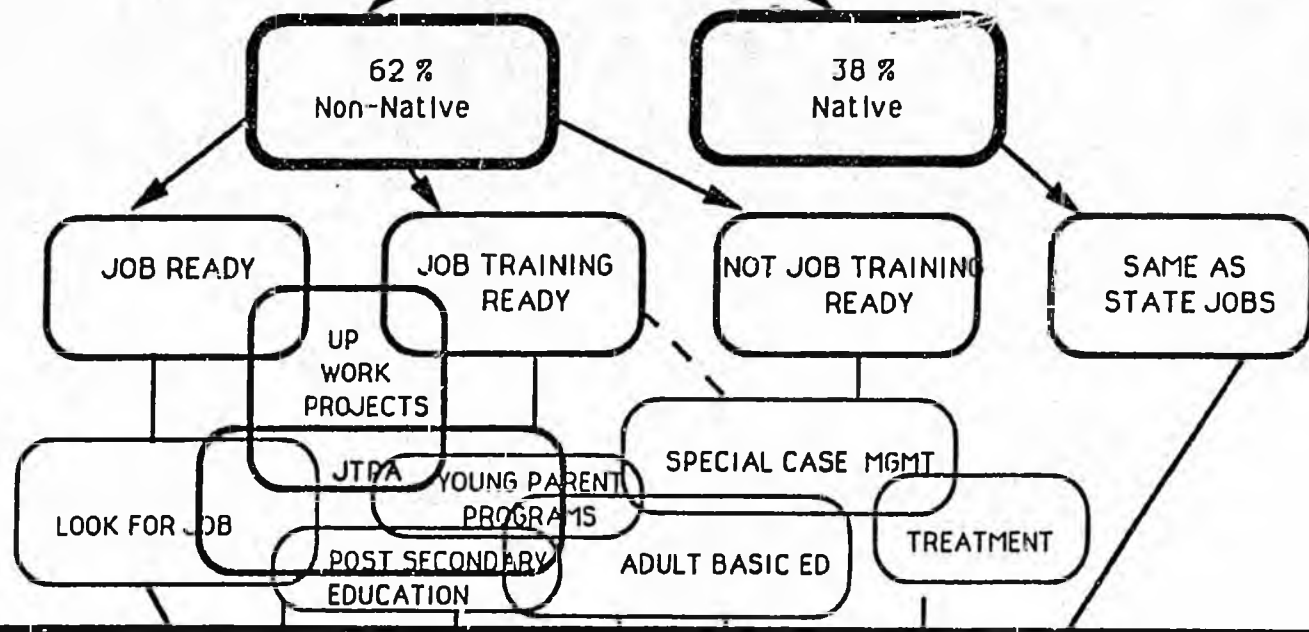 62 %
Non-Native
38 %
Native
JOB READY
JOB TRAINING
READY
NOT JOB TRAINING
READY
SAME AS
STATE JOBS
UP
WORK
PROJECTS
JTPA
YOUNG PARENT
PROGRAMS
SPECIAL CASE MGMT
LOOK FOR JOB
POST SECONDARY
EDUCATION
ADULT BASIC ED
TREATMENT